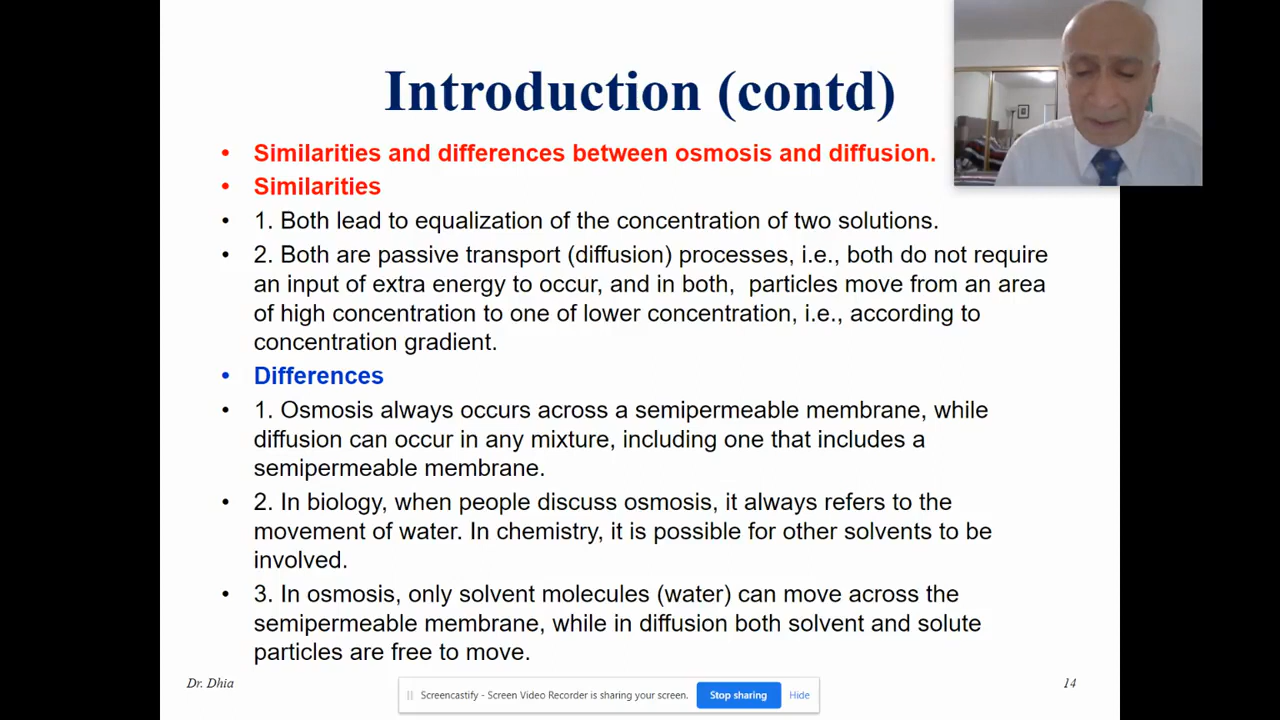 Introduction (contd)
• Similarities and differences between osmosis and diffusion.
• Similarities
• 1. Both lead to equalization of the concentration of two solutions.
• 2. Both are passive transport (diffusion) processes, i.e., both do not require
an input of extra energy to occur, and in both, particles move from an area
of high concentration to one of lower concentration, i.e., according to
concentration gradient.
• Differences
• 1. Osmosis always occurs across a semipermeable membrane, while
diffusion can occur in any mixture, including one that includes a
semipermeable membrane.
• 2. In biology, when people discuss osmosis, it always refers to the
movement of water. In chemistry, it is possible for other solvents to be
involved.
• 3. In osmosis, only solvent molecules (water) can move across the
semipermeable membrane, while in diffusion both solvent and solute
particles are free to move.
Dr. Dhia
Screencastify - Screen Video Recorder is sharing your screen. Stop sharing Hide
14